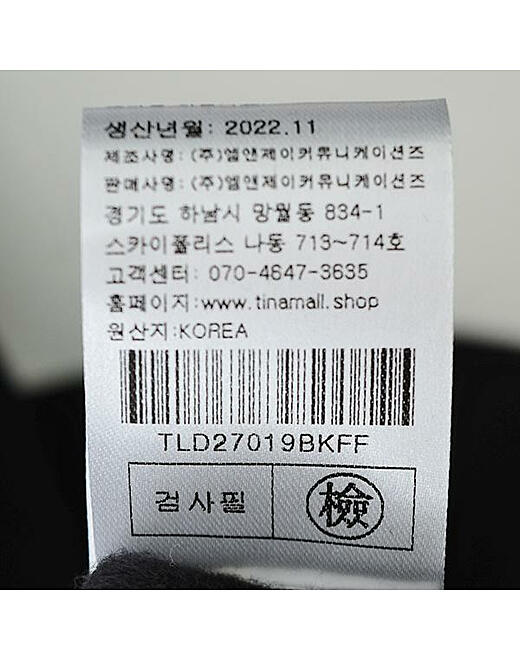 생산년월: 2022.11
제조사명: (주)엘앤제이커뮤니케이션즈
판매사명: (주)엘앤제이커뮤니케이션즈
경기도 하남시 망월동 834-1
스카이폴리스 나동 713~714호
고객센터: 070-4647-3635
홈페이지:www.tinamall.shop
원산지:KOREA
TLD27019BKFF
검사필 檢